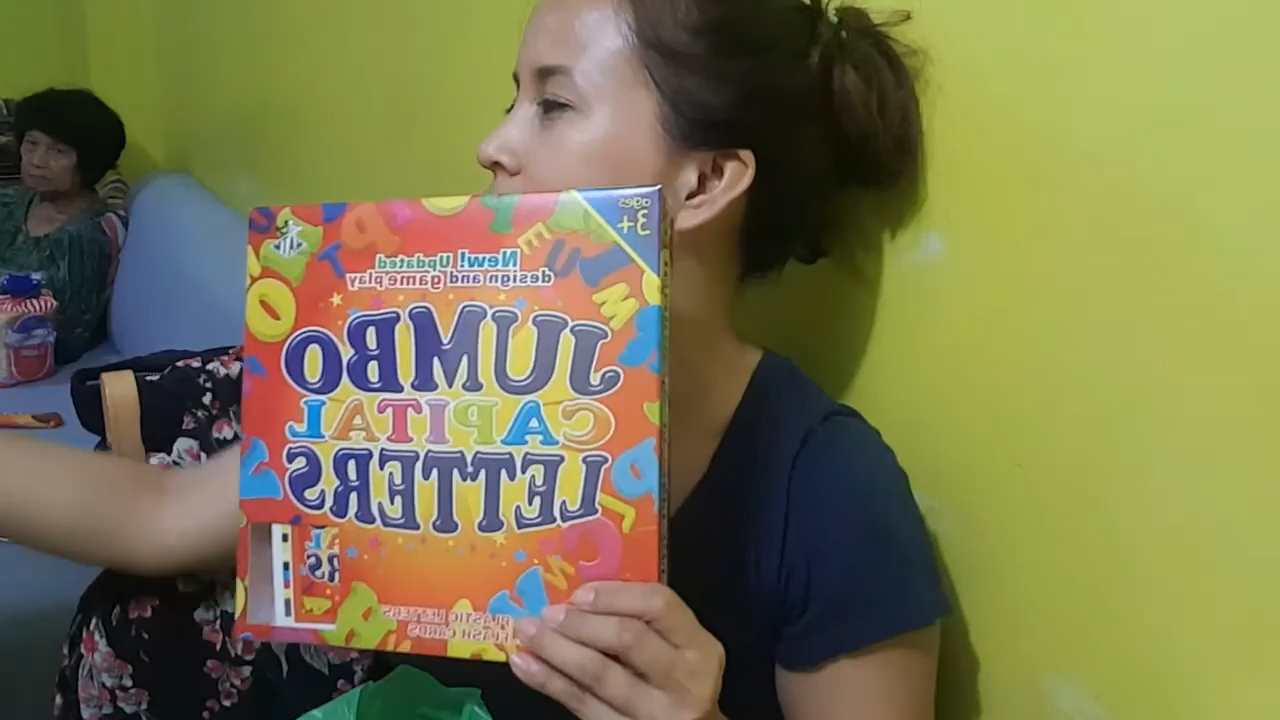 ages
3+
New! Updated
design and gameplay
JUMBO
CAPITAL
LETTERS
PLASTIC LETTERS
FLASH CARDS